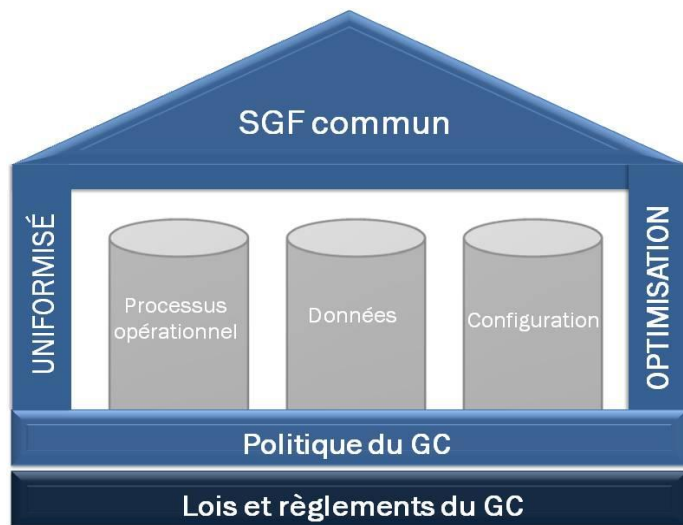 SGF commun
UNIFORMISÉ
Processus
opérationnel
Données
Configuration
OPTIMISATION
Politique du GC
Lois et règlements du GC